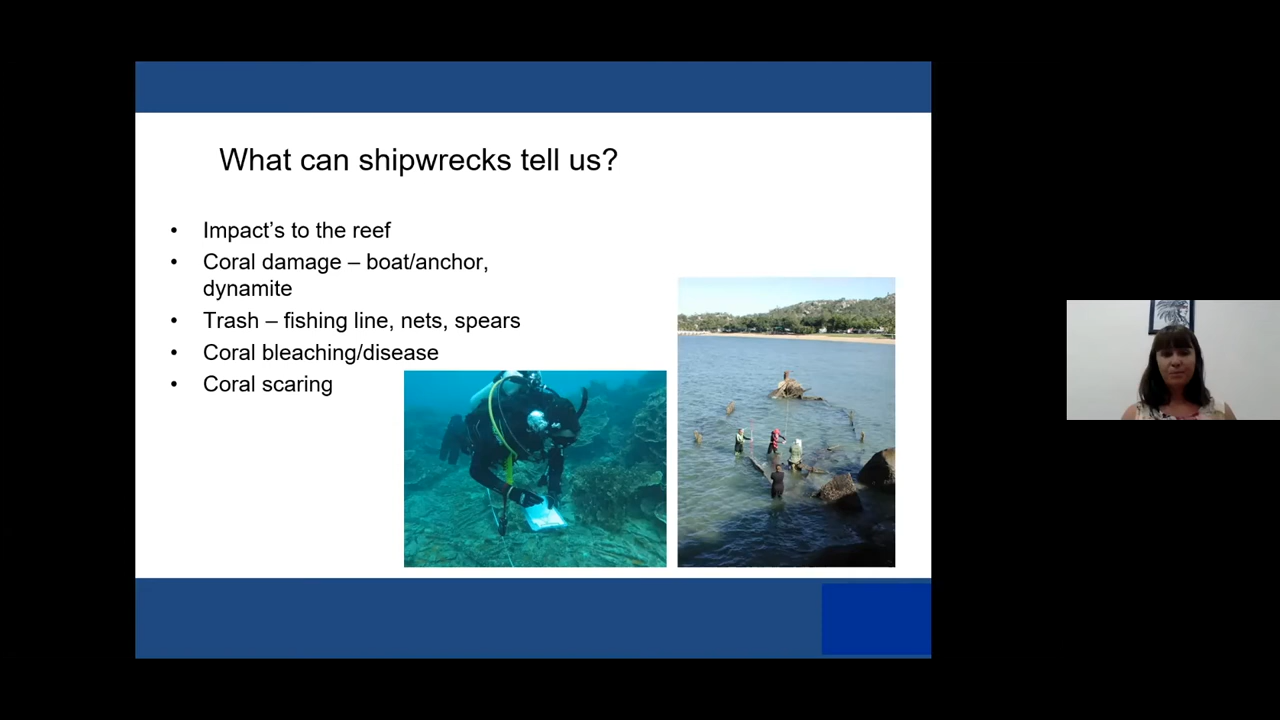 What can shipwrecks tell us?
• Impact’s to the reef
• Coral damage – boat/anchor,
dynamite
• Trash – fishing line, nets, spears
• Coral bleaching/disease
• Coral scaring